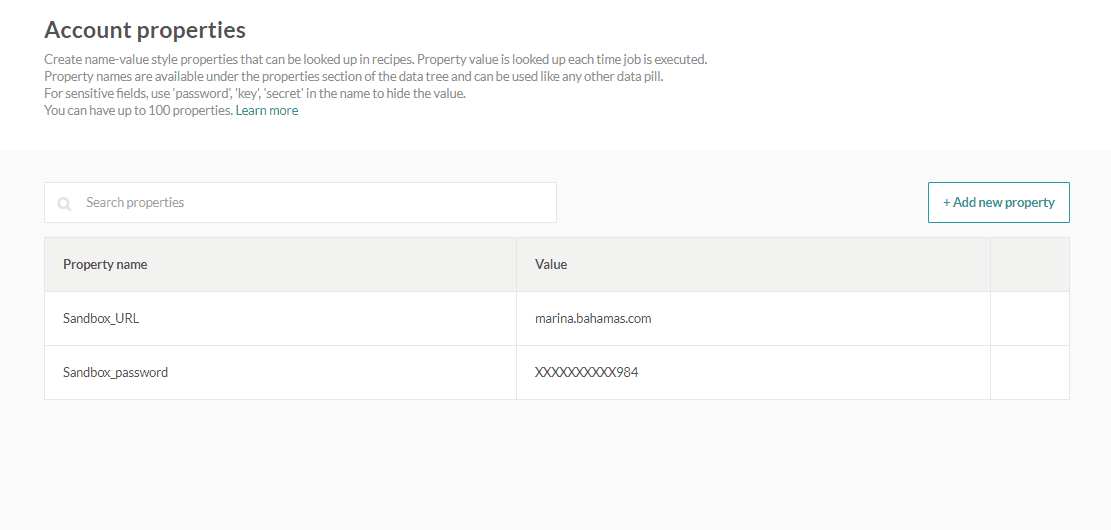 Account properties
Create name-value style properties that can be looked up in recipes. Property value is looked up each time job is executed.
Property names are available under the properties section of the data tree and can be used like any other data pill.
For sensitive fields, use 'password', 'key', 'secret' in the name to hide the value.
You can have up to 100 properties. Learn more
Search properties
+ Add new property
Property name Value
Sandbox_URL marina.bahamas.com
Sandbox_password XXXXXXXXXX984